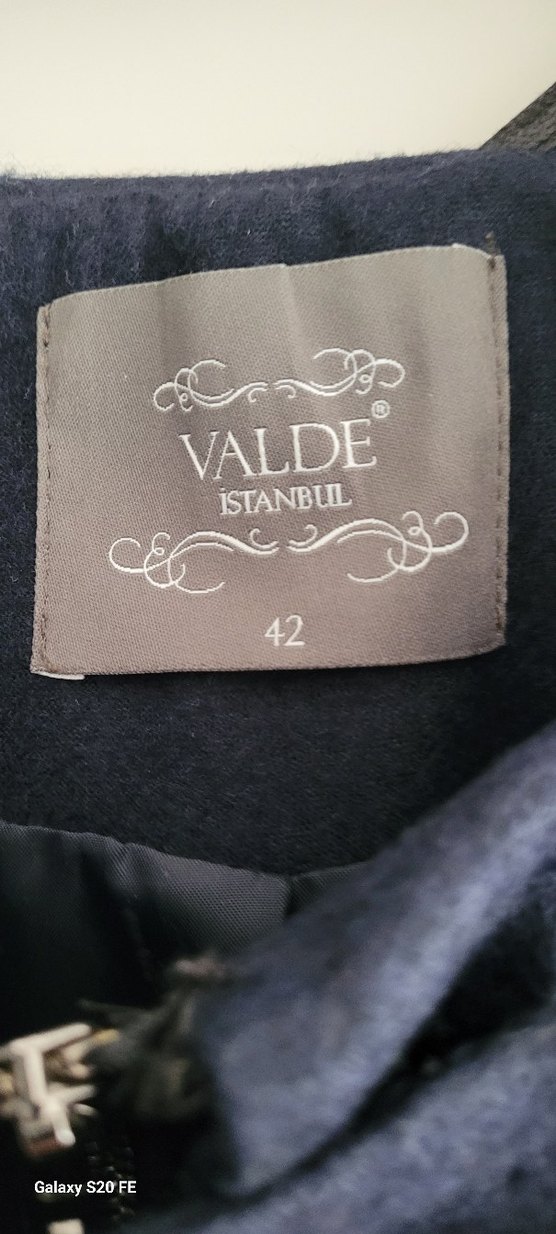 VALDE®
İSTANBUL
42
Galaxy S20 FE